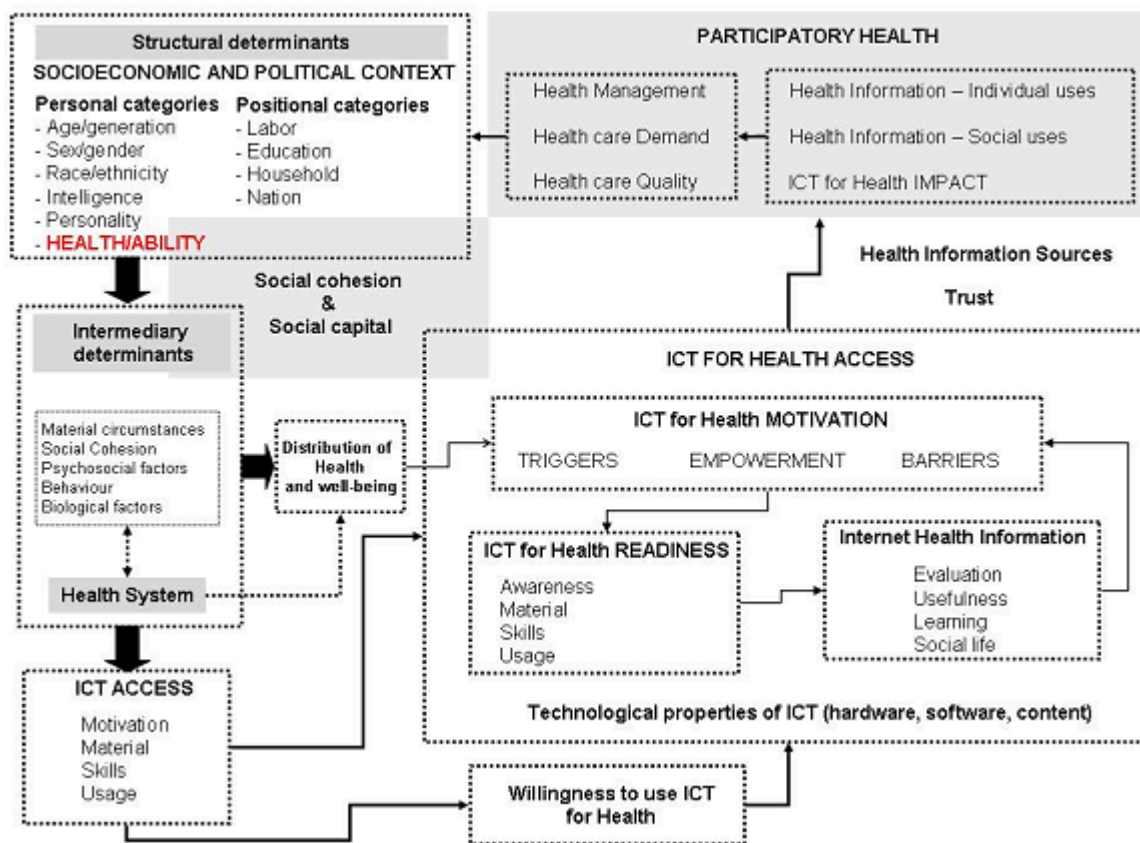 Structural determinants
SOCIOECONOMIC AND POLITICAL CONTEXT
Personal categories
- Age/generation
- Sex/gender
- Race/ethnicity
- Intelligence
- Personality
- HEALTH/ABILITY
Positional categories
- Labor
- Education
- Household
- Nation
PARTICIPATORY HEALTH
Health Management
Health care Demand
Health care Quality
Health Information – Individual uses
Health Information – Social uses
ICT for Health IMPACT
Health Information Sources
Trust
Social cohesion
&
Social capital
Intermediary
determinants
Material circumstances
Social Cohesion
Psychosocial factors
Behaviour
Biological factors
Health System
Distribution of
Health
and well-being
ICT FOR HEALTH ACCESS
ICT for Health MOTIVATION
TRIGGERS EMPOWERMENT BARRIERS
ICT for Health READINESS
Awareness
Material
Skills
Usage
Internet Health Information
Evaluation
Usefulness
Learning
Social life
Technological properties of ICT (hardware, software, content)
ICT ACCESS
Motivation
Material
Skills
Usage
Willingness to use ICT
for Health